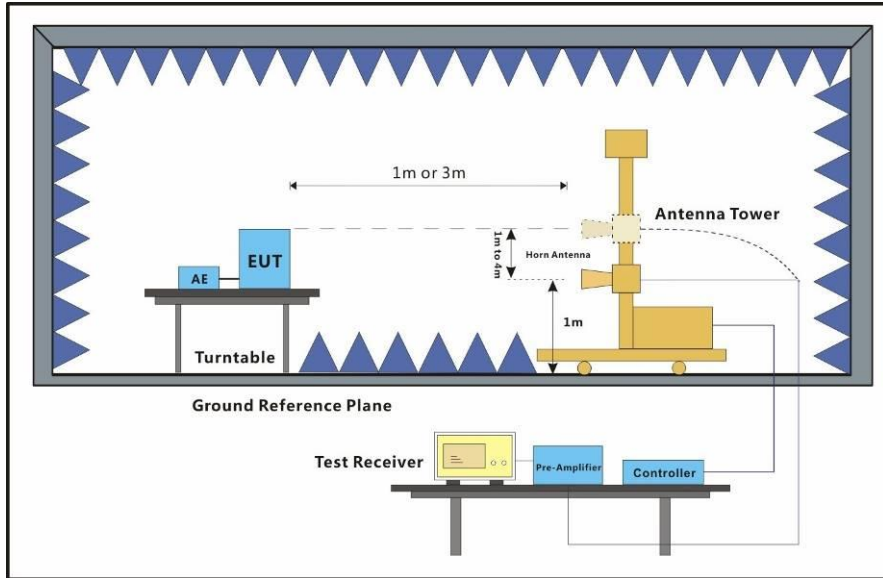 1m or 3m
Antenna Tower
1m to 4m
Horn Antenna
EUT
AE
1m
Turntable
Ground Reference Plane
Test Receiver
Pre-Amplifier
Controller